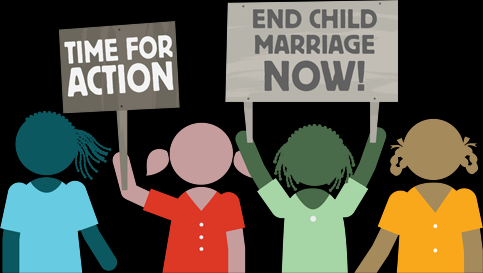 TIME FOR
ACTION
END CHILD
MARRIAGE
NOW!